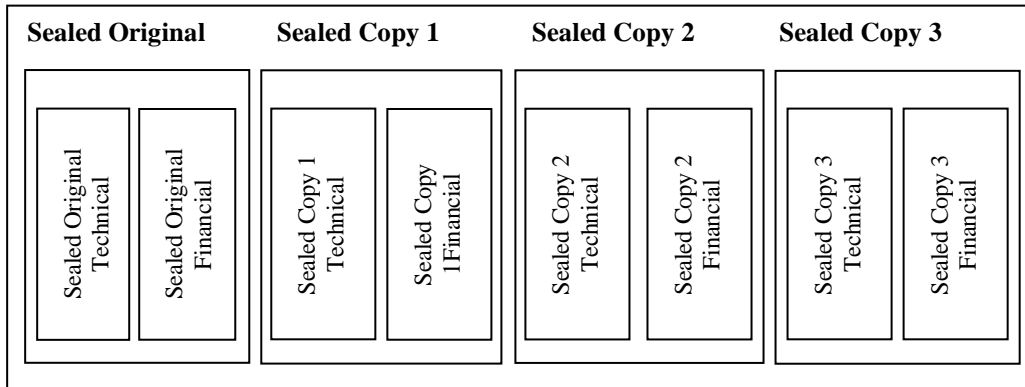 Sealed Original
Sealed Copy 1
Sealed Copy 2
Sealed Copy 3
Sealed Original
Technical
Sealed Original
Financial
Sealed Copy 1
Technical
Sealed Copy
1Financial
Sealed Copy 2
Technical
Sealed Copy 2
Financial
Sealed Copy 3
Technical
Sealed Copy 3
Financial